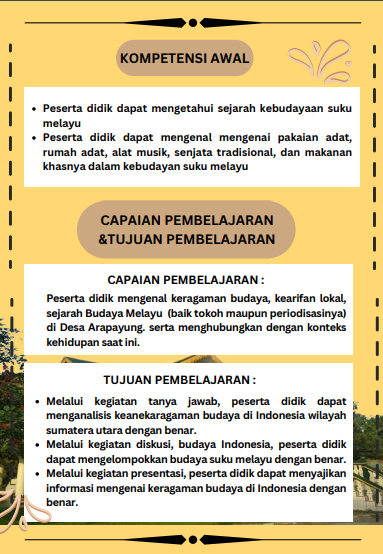 KOMPETENSI AWAL
• Peserta didik dapat mengetahui sejarah kebudayaan suku
melayu
• Peserta didik dapat mengenal mengenai pakaian adat,
rumah adat, alat musik, senjata tradisional, dan makanan
khasnya dalam kebudayan suku melayu
CAPAIAN PEMBELAJARAN
&TUJUAN PEMBELAJARAN
CAPAIAN PEMBELAJARAN :
Peserta didik mengenal keragaman budaya, kearifan lokal,
sejarah Budaya Melayu (baik tokoh maupun periodisasinya)
di Desa Arapayung. serta menghubungkan dengan konteks
kehidupan saat ini.
TUJUAN PEMBELAJARAN :
• Melalui kegiatan tanya jawab, peserta didik dapat
menganalisis keanekaragaman budaya di Indonesia wilayah
sumatera utara dengan benar.
• Melalui kegiatan diskusi, budaya Indonesia, peserta didik
dapat mengelompokkan budaya suku melayu dengan benar.
• Melalui kegiatan presentasi, peserta didik dapat menyajikan
informasi mengenai keragaman budaya di Indonesia dengan
benar.